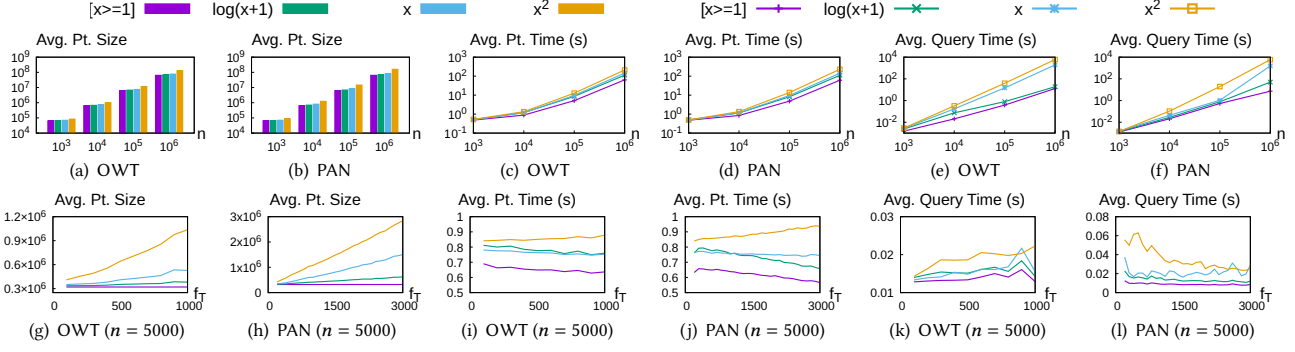 [x>=1] log(x+1) x x²
[x>=1] log(x+1) x x²
Avg. Pt. Size
10⁹
10⁸
10⁷
10⁶
10⁵
10⁴
10³ 10⁴ 10⁵ 10⁶
n
(a) OWT
Avg. Pt. Size
10⁹
10⁸
10⁷
10⁶
10⁵
10⁴
10³ 10⁴ 10⁵ 10⁶
n
(b) PAN
Avg. Pt. Time (s)
10³
10²
10¹
10⁰
10⁻¹
10³ 10⁴ 10⁵ 10⁶
n
(c) OWT
Avg. Pt. Time (s)
10³
10²
10¹
10⁰
10⁻¹
10³ 10⁴ 10⁵ 10⁶
n
(d) PAN
Avg. Query Time (s)
10⁴
10²
10⁰
10⁻²
10³ 10⁴ 10⁵ 10⁶
n
(e) OWT
Avg. Query Time (s)
10⁴
10²
10⁰
10⁻²
10³ 10⁴ 10⁵ 10⁶
n
(f) PAN
Avg. Pt. Size
1.2×10⁶
0.9×10⁶
0.6×10⁶
0.3×10⁶
0 500 1000
f_T
(g) OWT (n = 5000)
Avg. Pt. Size
3×10⁶
2×10⁶
1×10⁶
0
0 1500 3000
f_T
(h) PAN (n = 5000)
Avg. Pt. Time (s)
1
0.9
0.8
0.7
0.6
0.5
0 500 1000
f_T
(i) OWT (n = 5000)
Avg. Pt. Time (s)
1
0.9
0.8
0.7
0.6
0.5
0 1500 3000
f_T
(j) PAN (n = 5000)
Avg. Query Time (s)
0.03
0.02
0.01
0 500 1000
f_T
(k) OWT (n = 5000)
Avg. Query Time (s)
0.08
0.06
0.04
0.02
0
0 1500 3000
f_T
(l) PAN (n = 5000)